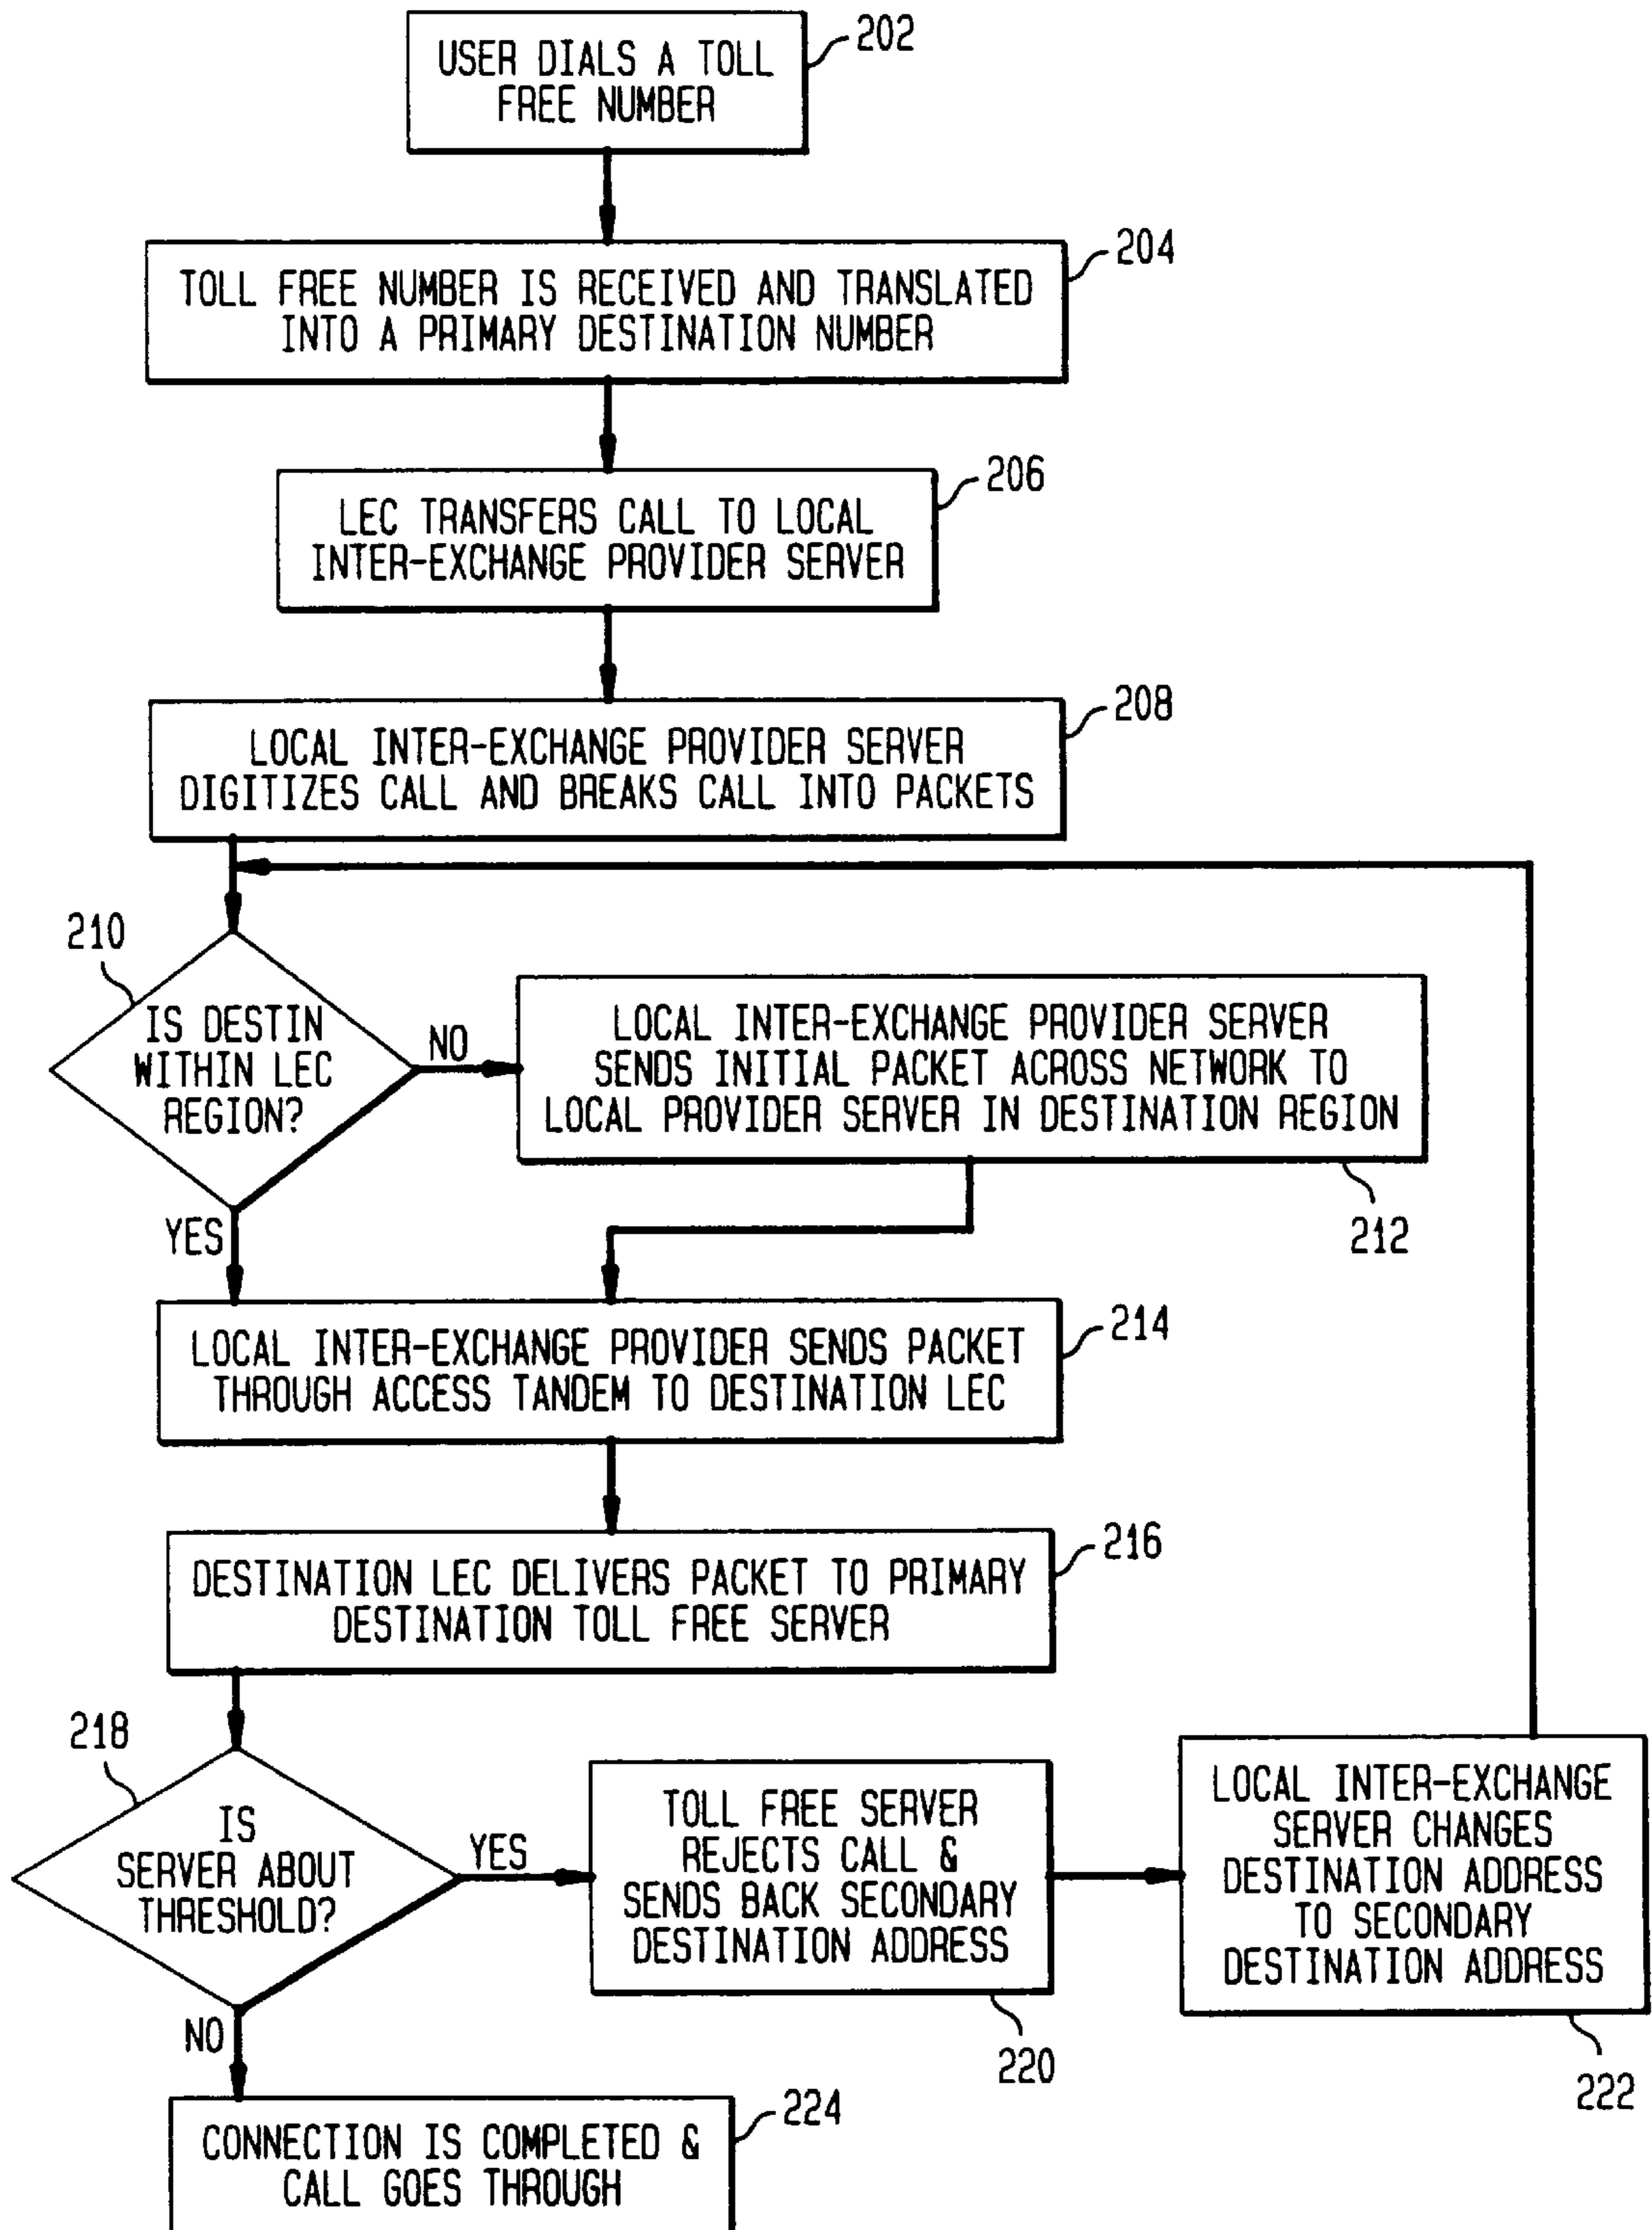 202
USER DIALS A TOLL
FREE NUMBER
204
TOLL FREE NUMBER IS RECEIVED AND TRANSLATED
INTO A PRIMARY DESTINATION NUMBER
206
LEC TRANSFERS CALL TO LOCAL
INTER-EXCHANGE PROVIDER SERVER
208
LOCAL INTER-EXCHANGE PROVIDER SERVER
DIGITIZES CALL AND BREAKS CALL INTO PACKETS
210
IS DESTIN
WITHIN LEC
REGION?
NO
YES
LOCAL INTER-EXCHANGE PROVIDER SERVER
SENDS INITIAL PACKET ACROSS NETWORK TO
LOCAL PROVIDER SERVER IN DESTINATION REGION
212
214
LOCAL INTER-EXCHANGE PROVIDER SENDS PACKET
THROUGH ACCESS TANDEM TO DESTINATION LEC
216
DESTINATION LEC DELIVERS PACKET TO PRIMARY
DESTINATION TOLL FREE SERVER
218
IS
SERVER ABOUT
THRESHOLD?
YES
NO
TOLL FREE SERVER
REJECTS CALL &
SENDS BACK SECONDARY
DESTINATION ADDRESS
220
LOCAL INTER-EXCHANGE
SERVER CHANGES
DESTINATION ADDRESS
TO SECONDARY
DESTINATION ADDRESS
222
224
CONNECTION IS COMPLETED &
CALL GOES THROUGH